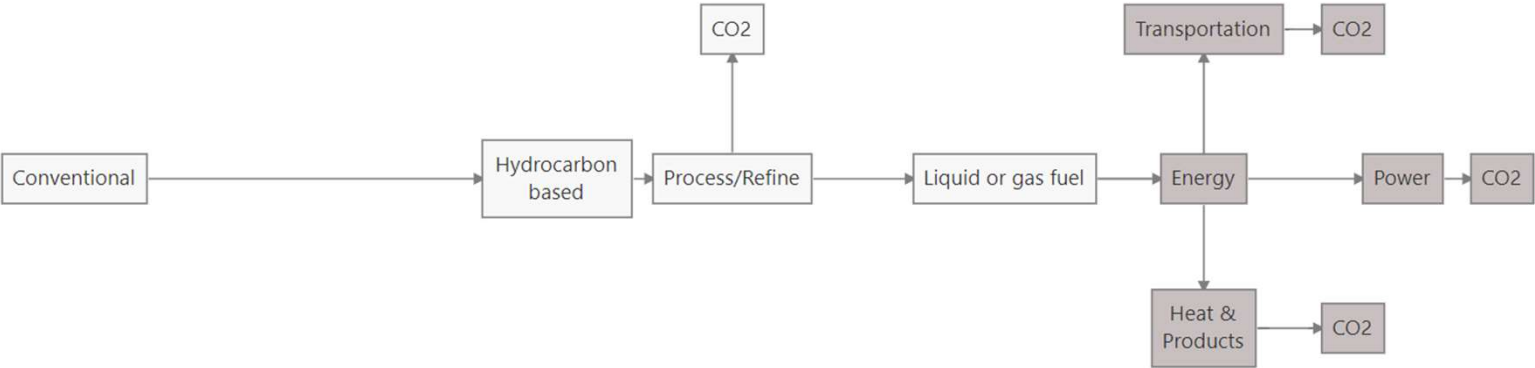 CO2
Transportation
CO2
Conventional
Hydrocarbon
based
Process/Refine
Liquid or gas fuel
Energy
Power
CO2
Heat &
Products
CO2